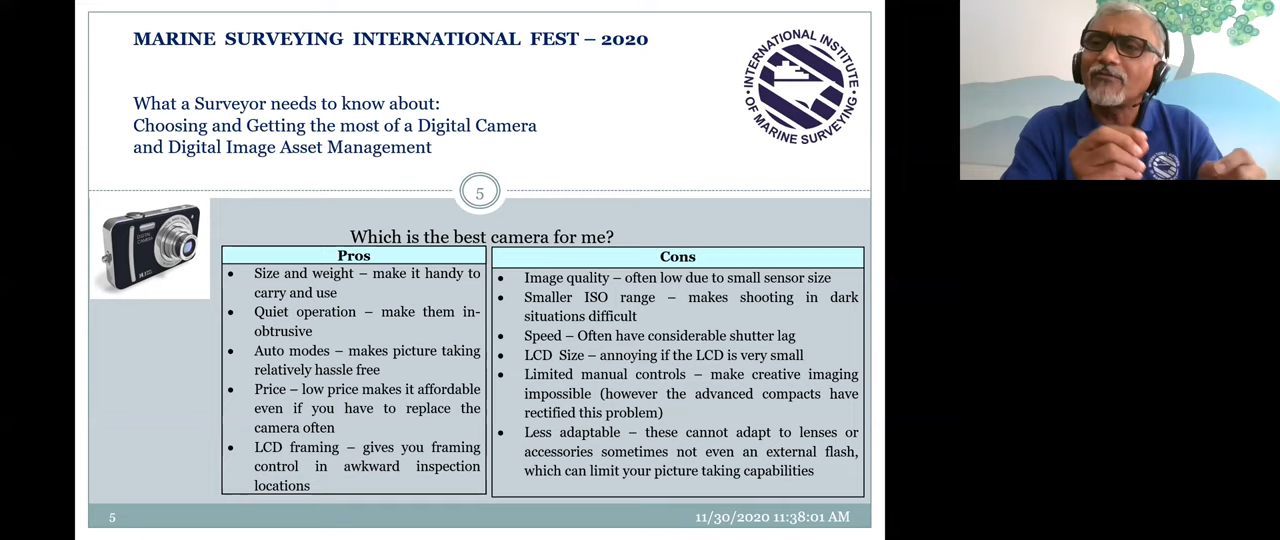 MARINE SURVEYING INTERNATIONAL FEST – 2020
INTERNATIONAL INSTITUTE
OF MARINE SURVEYING
What a Surveyor needs to know about:
Choosing and Getting the most of a Digital Camera
and Digital Image Asset Management
5
DIGITAL
CAMERA
Which is the best camera for me?
Pros
• Size and weight – make it handy to
carry and use
• Quiet operation – make them in-
obtrusive
• Auto modes – makes picture taking
relatively hassle free
• Price – low price makes it affordable
even if you have to replace the
camera often
• LCD framing – gives you framing
control in awkward inspection
locations
Cons
• Image quality – often low due to small sensor size
• Smaller ISO range – makes shooting in dark
situations difficult
• Speed – Often have considerable shutter lag
• LCD Size – annoying if the LCD is very small
• Limited manual controls – make creative imaging
impossible (however the advanced compacts have
rectified this problem)
• Less adaptable – these cannot adapt to lenses or
accessories sometimes not even an external flash,
which can limit your picture taking capabilities
5
11/30/2020 11:38:01 AM